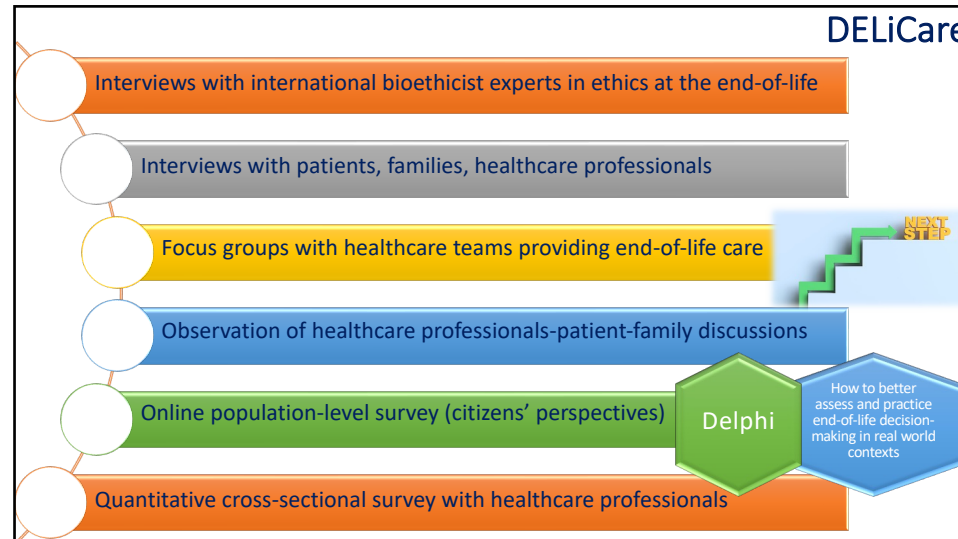 DELiCare
Interviews with international bioethicist experts in ethics at the end-of-life
Interviews with patients, families, healthcare professionals
Focus groups with healthcare teams providing end-of-life care
NEXT
STEP
Observation of healthcare professionals-patient-family discussions
Online population-level survey (citizens’ perspectives)
Delphi
How to better
assess and practice
end-of-life decision-
making in real world
contexts
Quantitative cross-sectional survey with healthcare professionals